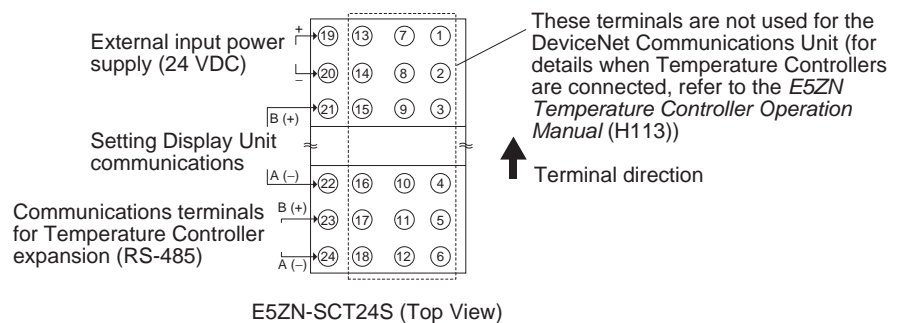 External input power
supply (24 VDC)
+
−
B (+)
Setting Display Unit
communications
A (−)
Communications terminals
for Temperature Controller
expansion (RS-485)
B (+)
A (−)
19 13 7 1
20 14 8 2
21 15 9 3
≈ ≈
22 16 10 4
23 17 11 5
24 18 12 6
These terminals are not used for the
DeviceNet Communications Unit (for
details when Temperature Controllers
are connected, refer to the E5ZN
Temperature Controller Operation
Manual (H113))
Terminal direction
E5ZN-SCT24S (Top View)